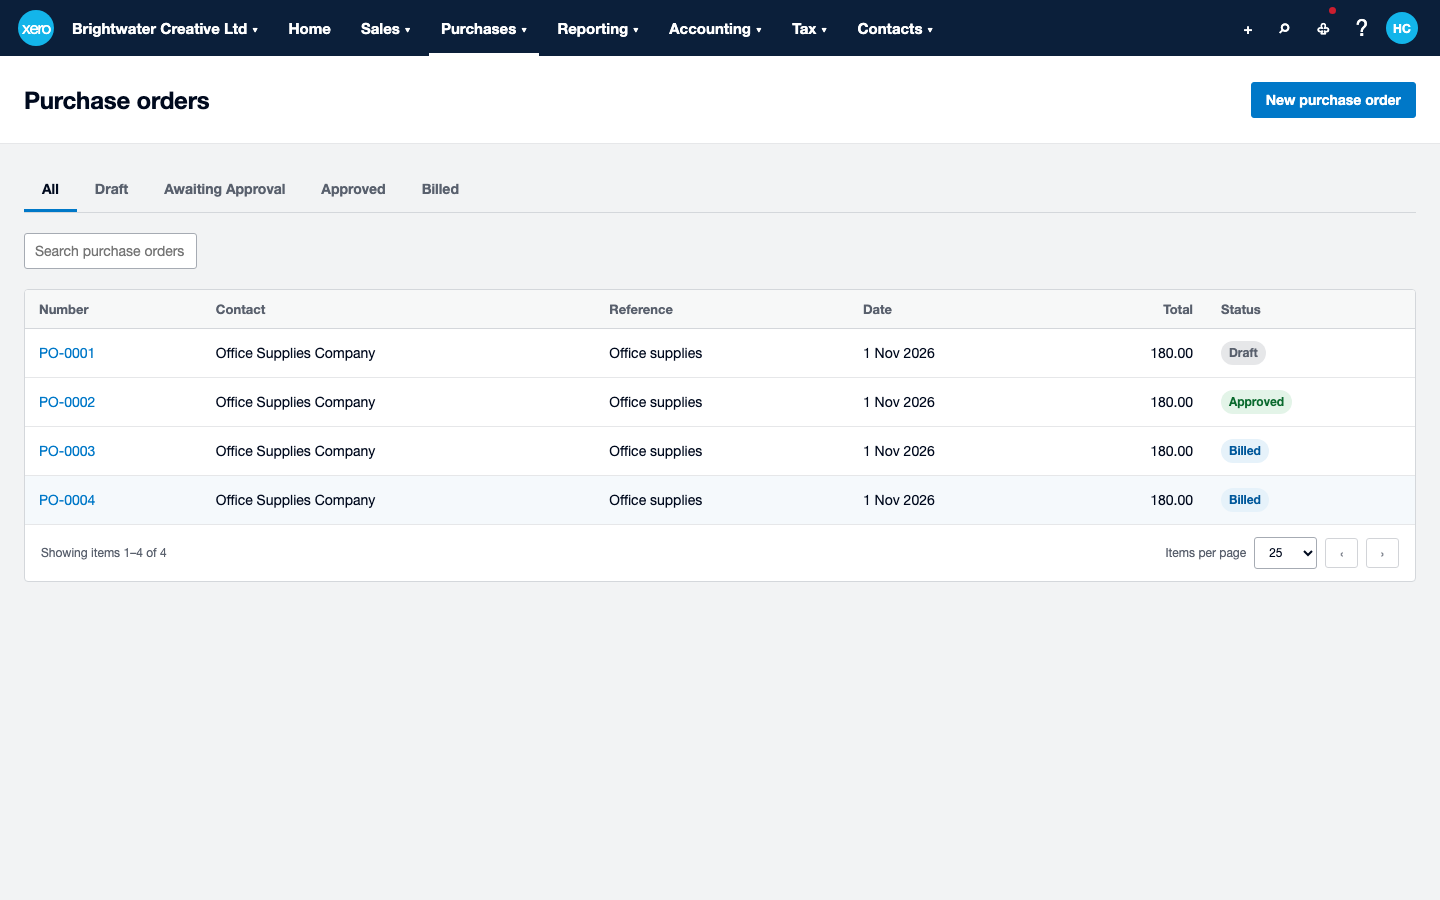 xero Brightwater Creative Ltd ▾ Home Sales ▾ Purchases ▾ Reporting ▾ Accounting ▾ Tax ▾ Contacts ▾ + ? HC
Purchase orders New purchase order
All Draft Awaiting Approval Approved Billed
Search purchase orders
Number Contact Reference Date Total Status
PO-0001 Office Supplies Company Office supplies 1 Nov 2026 180.00 Draft
PO-0002 Office Supplies Company Office supplies 1 Nov 2026 180.00 Approved
PO-0003 Office Supplies Company Office supplies 1 Nov 2026 180.00 Billed
PO-0004 Office Supplies Company Office supplies 1 Nov 2026 180.00 Billed
Showing items 1–4 of 4 Items per page 25 ‹ ›